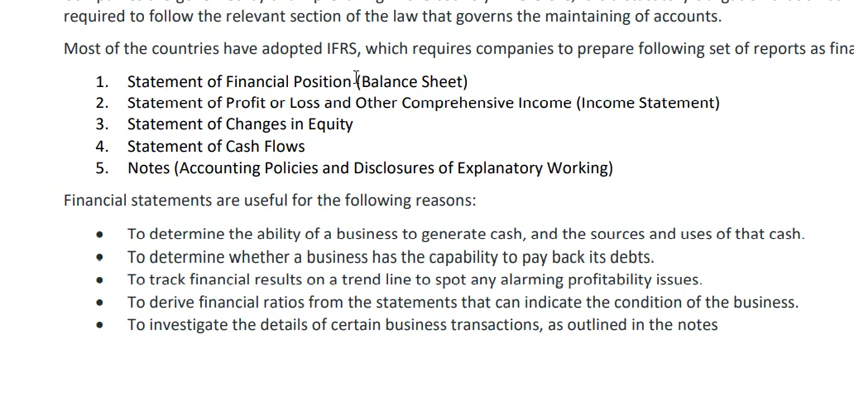 required to follow the relevant section of the law that governs the maintaining of accounts.
Most of the countries have adopted IFRS, which requires companies to prepare following set of reports as
1. Statement of Financial Position (Balance Sheet)
2. Statement of Profit or Loss and Other Comprehensive Income (Income Statement)
3. Statement of Changes in Equity
4. Statement of Cash Flows
5. Notes (Accounting Policies and Disclosures of Explanatory Working)
Financial statements are useful for the following reasons:
• To determine the ability of a business to generate cash, and the sources and uses of that cash.
• To determine whether a business has the capability to pay back its debts.
• To track financial results on a trend line to spot any alarming profitability issues.
• To derive financial ratios from the statements that can indicate the condition of the business.
• To investigate the details of certain business transactions, as outlined in the notes